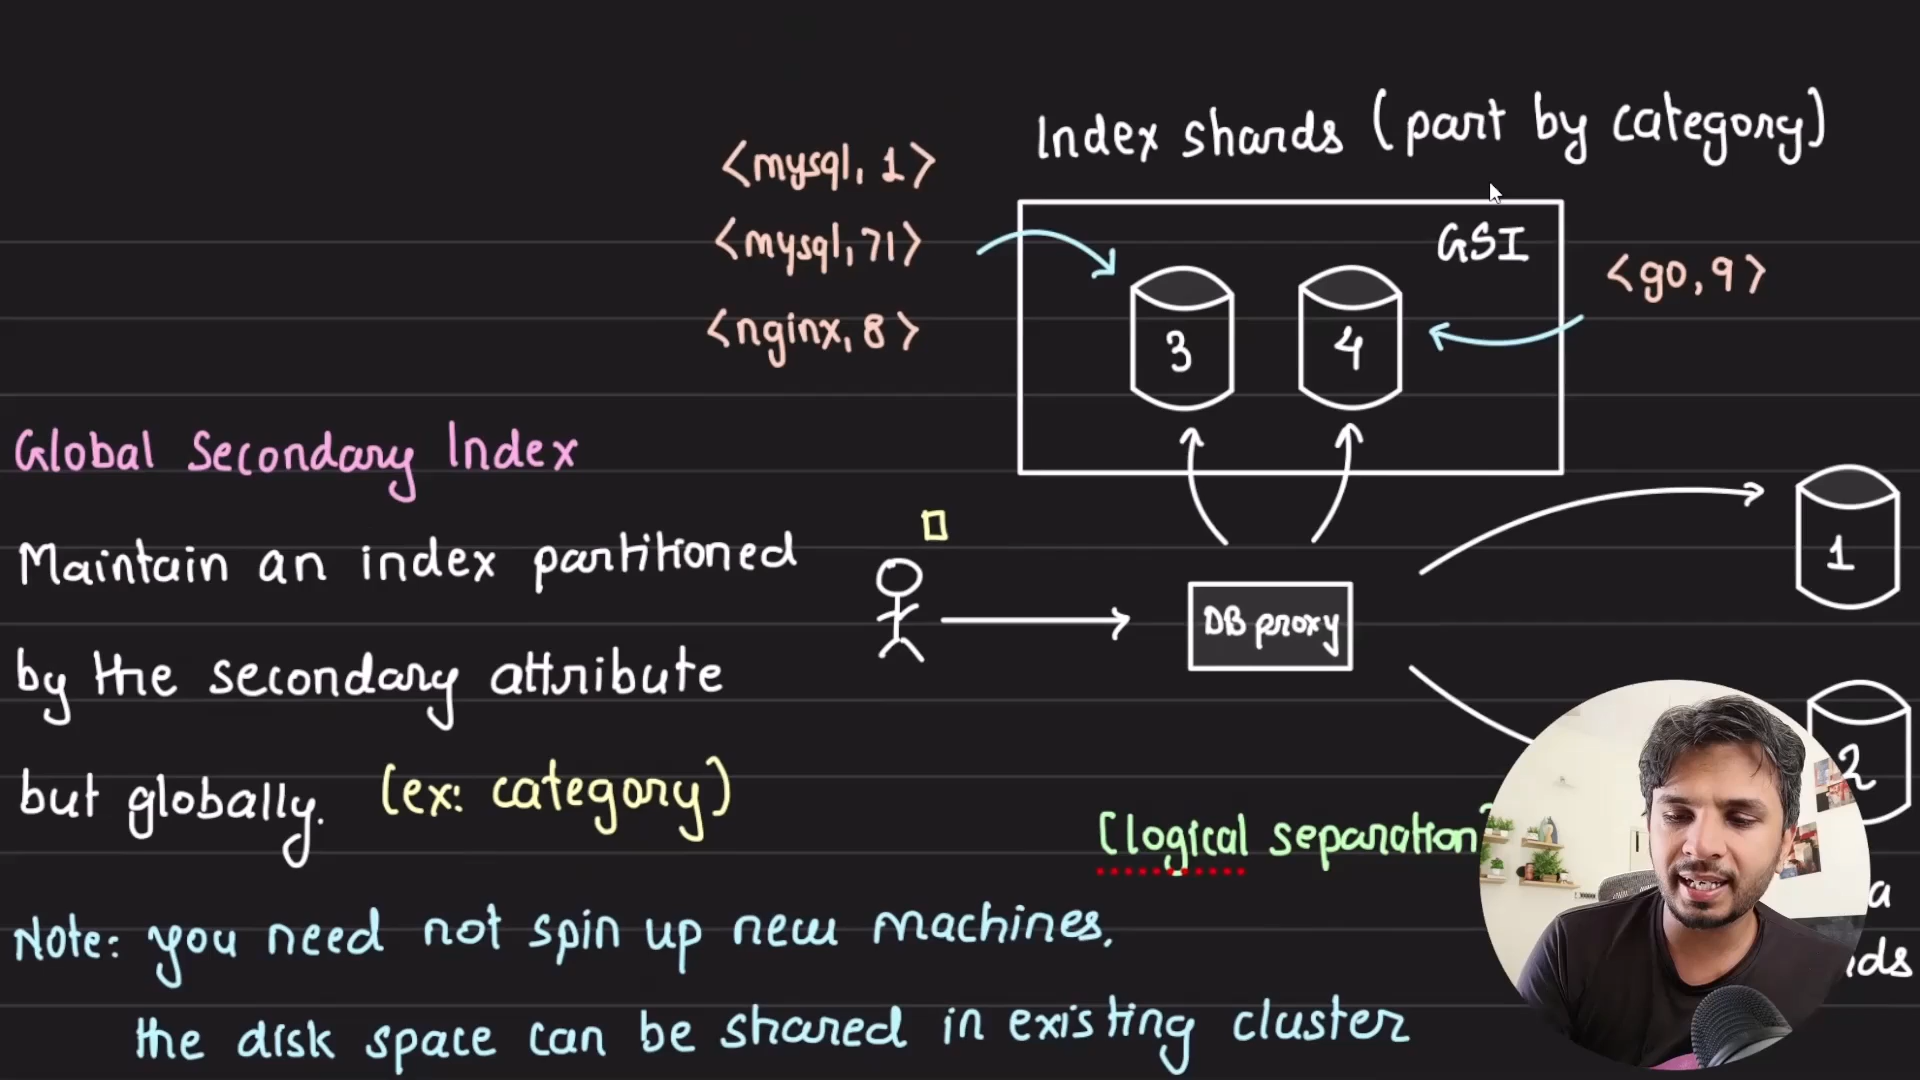 Index shards (part by category)
<mysql, 1>
<mysql, 71>
<nginx, 8>
GSI
<go, 9>
3
4
Global Secondary Index
Maintain an index partitioned
by the secondary attribute
but globally. (ex: category)
DB proxy
1
2
[logical separation]
Note: you need not spin up new machines.
the disk space can be shared in existing cluster